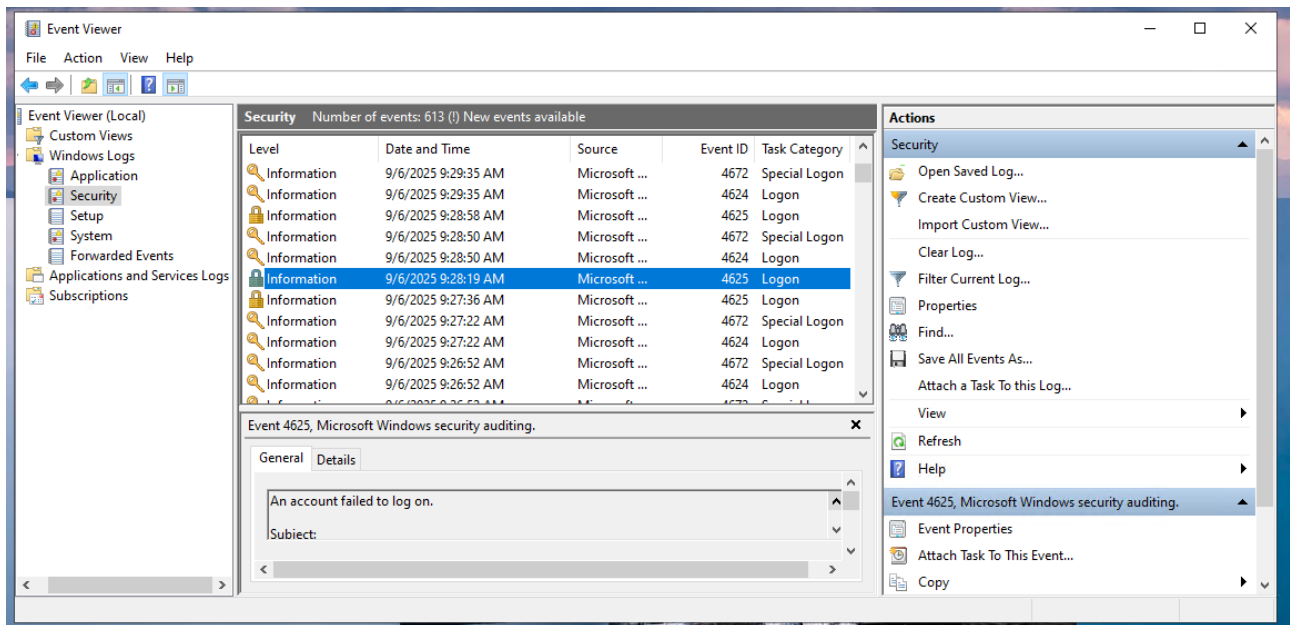 Event Viewer
File Action View Help
Event Viewer (Local)
Custom Views
Windows Logs
Application
Security
Setup
System
Forwarded Events
Applications and Services Logs
Subscriptions
Security Number of events: 613 (!) New events available
Level Date and Time Source Event ID Task Category
Information 9/6/2025 9:29:35 AM Microsoft ... 4672 Special Logon
Information 9/6/2025 9:29:35 AM Microsoft ... 4624 Logon
Information 9/6/2025 9:28:58 AM Microsoft ... 4625 Logon
Information 9/6/2025 9:28:50 AM Microsoft ... 4672 Special Logon
Information 9/6/2025 9:28:50 AM Microsoft ... 4624 Logon
Information 9/6/2025 9:28:19 AM Microsoft ... 4625 Logon
Information 9/6/2025 9:27:36 AM Microsoft ... 4625 Logon
Information 9/6/2025 9:27:22 AM Microsoft ... 4672 Special Logon
Information 9/6/2025 9:27:22 AM Microsoft ... 4624 Logon
Information 9/6/2025 9:26:52 AM Microsoft ... 4672 Special Logon
Information 9/6/2025 9:26:52 AM Microsoft ... 4624 Logon
Event 4625, Microsoft Windows security auditing.
General Details
An account failed to log on.
Subject:
Actions
Security
Open Saved Log...
Create Custom View...
Import Custom View...
Clear Log...
Filter Current Log...
Properties
Find...
Save All Events As...
Attach a Task To this Log...
View
Refresh
Help
Event 4625, Microsoft Windows security auditing.
Event Properties
Attach Task To This Event...
Copy